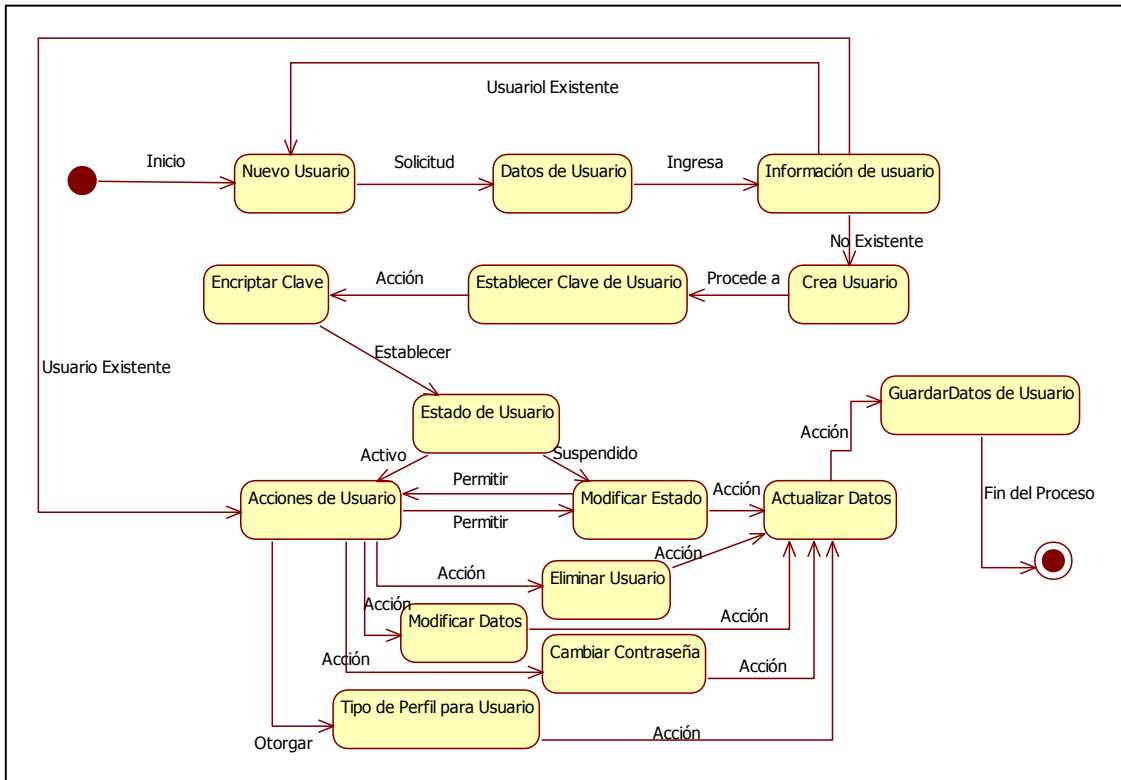 Usuariol Existente
Inicio
Nuevo Usuario
Solicitud
Datos de Usuario
Ingresa
Información de usuario
No Existente
Encriptar Clave
Acción
Establecer Clave de Usuario
Procede a
Crea Usuario
Establecer
Usuario Existente
Estado de Usuario
GuardarDatos de Usuario
Acción
Activo
Suspendido
Permitir
Acciones de Usuario
Permitir
Modificar Estado
Acción
Actualizar Datos
Fin del Proceso
Acción
Eliminar Usuario
Acción
Acción
Modificar Datos
Acción
Acción
Cambiar Contraseña
Acción
Otorgar
Tipo de Perfil para Usuario
Acción